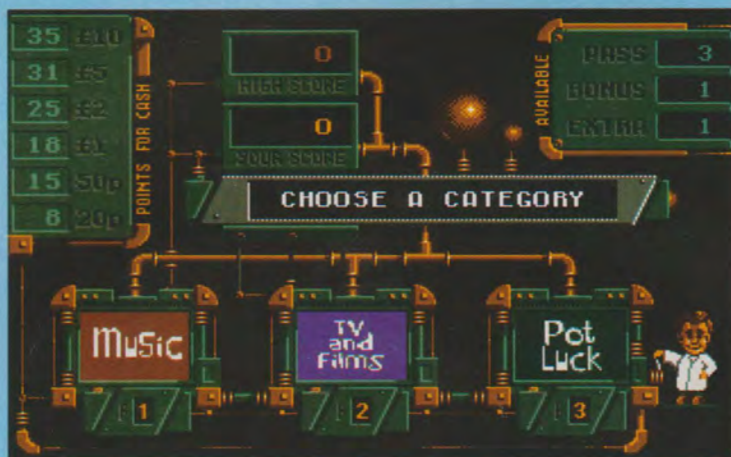 35 £10
31 £5
25 £2
18 £1
15 50p
8 20p
POINTS FOR CASH
0
HIGH SCORE
0
YOUR SCORE
AVAILABLE
PASS 3
BONUS 1
EXTRA 1
CHOOSE A CATEGORY
Music
TV
and
Films
Pot
Luck
1
2
3